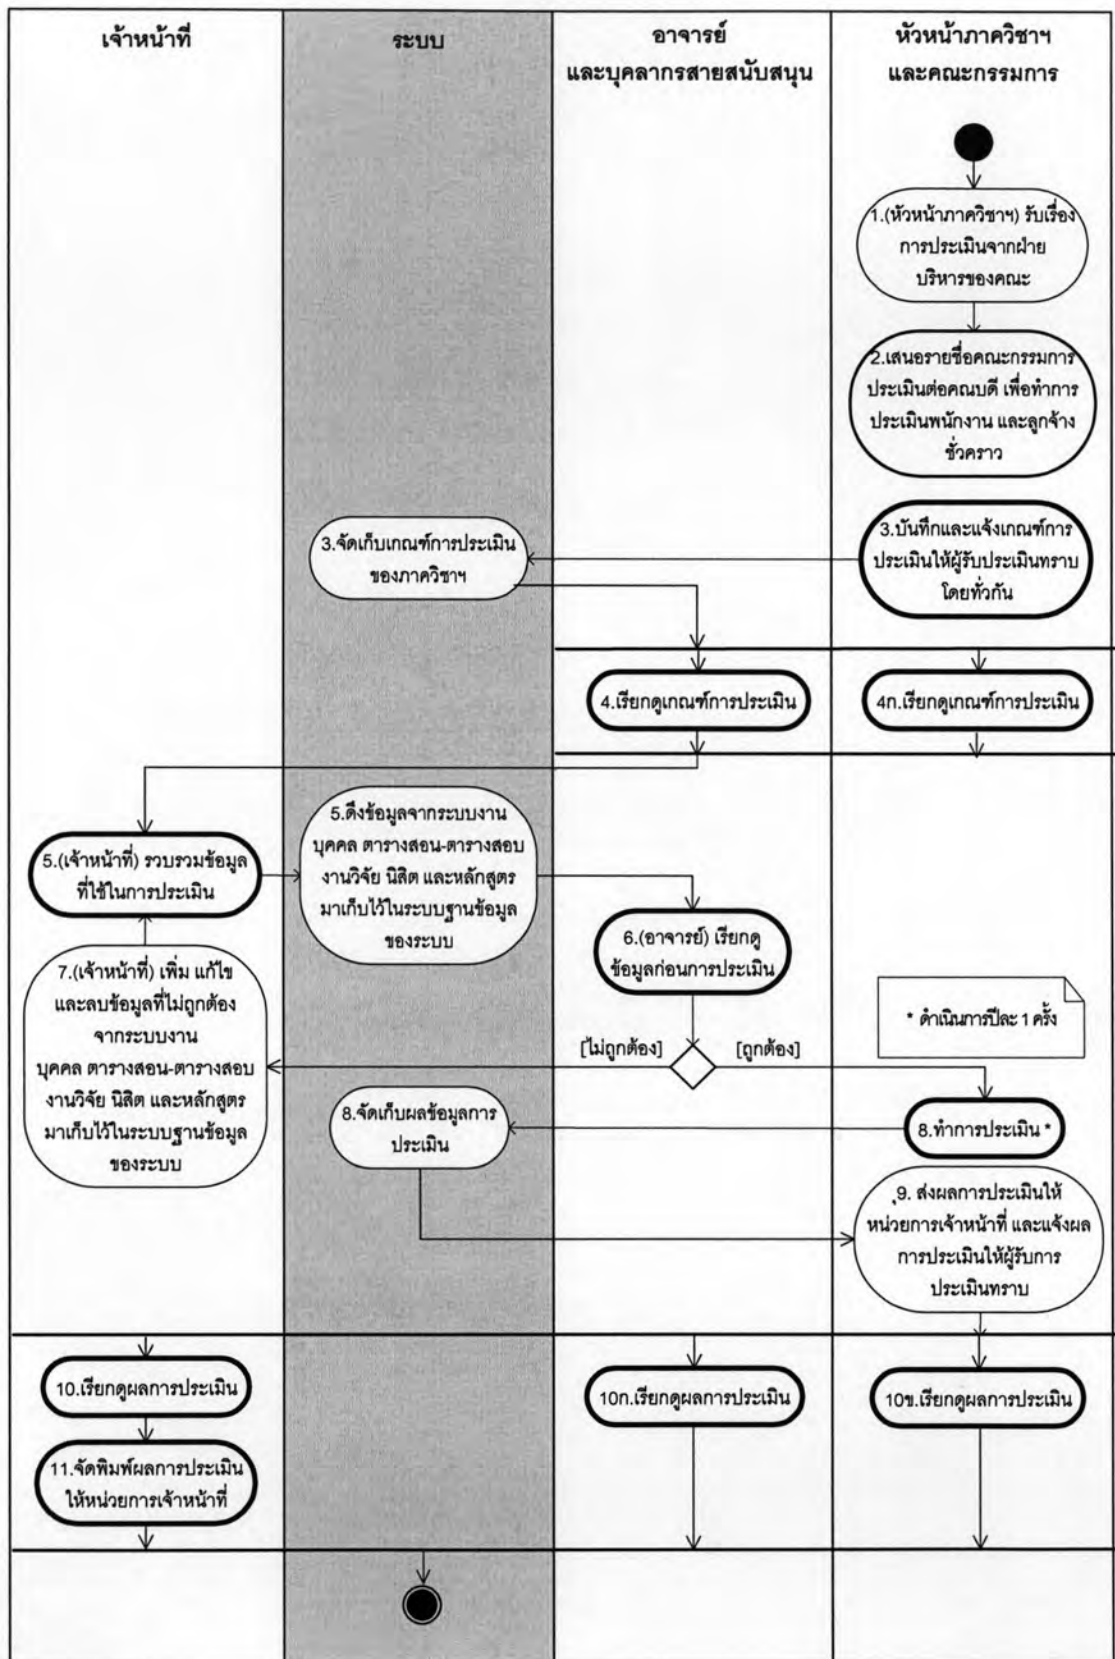 เจ้าหน้าที่
ระบบ
อาจารย์
และบุคลากรสายสนับสนุน
หัวหน้าภาควิชาฯ
และคณะกรรมการ
1.(หัวหน้าภาควิชาฯ) รับเรื่อง
การประเมินจากฝ่าย
บริหารของคณะ
2.เสนอรายชื่อคณะกรรมการ
ประเมินต่อคณบดี เพื่อทำการ
ประเมินพนักงาน และลูกจ้าง
ชั่วคราว
3.บันทึกและแจ้งเกณฑ์การ
ประเมินให้ผู้รับประเมินทราบ
โดยทั่วกัน
3.จัดเก็บเกณฑ์การประเมิน
ของภาควิชาฯ
4.เรียกดูเกณฑ์การประเมิน
4ก.เรียกดูเกณฑ์การประเมิน
5.(เจ้าหน้าที่) รวบรวมข้อมูล
ที่ใช้ในการประเมิน
5.ดึงข้อมูลจากระบบงาน
บุคคล ตารางสอน-ตารางสอบ
งานวิจัย นิสิต และหลักสูตร
มาเก็บไว้ในระบบฐานข้อมูล
ของระบบ
6.(อาจารย์) เรียกดู
ข้อมูลก่อนการประเมิน
7.(เจ้าหน้าที่) เพิ่ม แก้ไข
และลบข้อมูลที่ไม่ถูกต้อง
จากระบบงาน
บุคคล ตารางสอน-ตารางสอบ
งานวิจัย นิสิต และหลักสูตร
มาเก็บไว้ในระบบฐานข้อมูล
ของระบบ
* ดำเนินการปีละ 1 ครั้ง
[ไม่ถูกต้อง]
[ถูกต้อง]
8.จัดเก็บผลข้อมูลการ
ประเมิน
8.ทำการประเมิน *
9. ส่งผลการประเมินให้
หน่วยการเจ้าหน้าที่ และแจ้งผล
การประเมินให้ผู้รับการ
ประเมินทราบ
10.เรียกดูผลการประเมิน
10ก.เรียกดูผลการประเมิน
10ข.เรียกดูผลการประเมิน
11.จัดพิมพ์ผลการประเมิน
ให้หน่วยการเจ้าหน้าที่